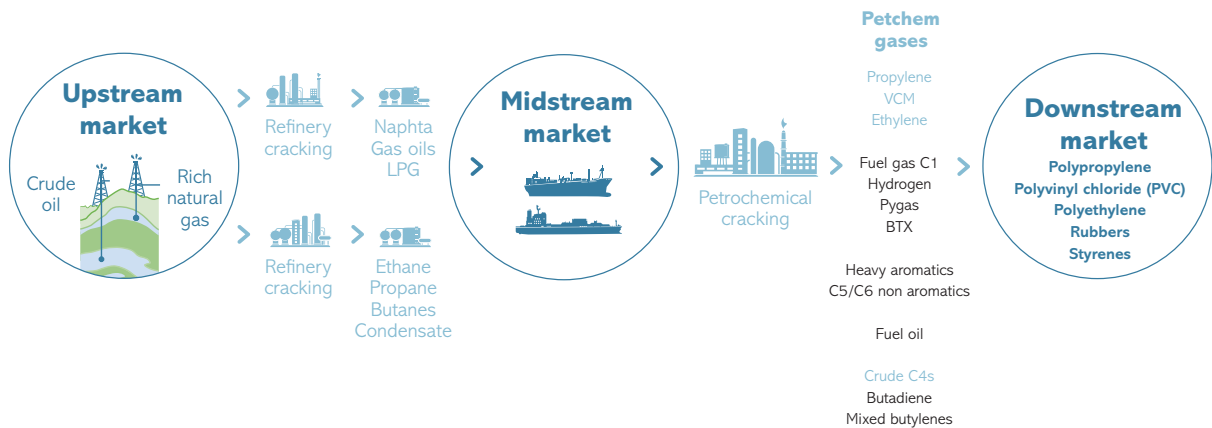 Upstream
market
Crude
oil
Rich
natural
gas
Refinery
cracking
Naphta
Gas oils
LPG
Refinery
cracking
Ethane
Propane
Butanes
Condensate
Midstream
market
Petrochemical
cracking
Petchem
gases
Propylene
VCM
Ethylene
Fuel gas C1
Hydrogen
Pygas
BTX
Heavy aromatics
C5/C6 non aromatics
Fuel oil
Crude C4s
Butadiene
Mixed butylenes
Downstream
market
Polypropylene
Polyvinyl chloride (PVC)
Polyethylene
Rubbers
Styrenes